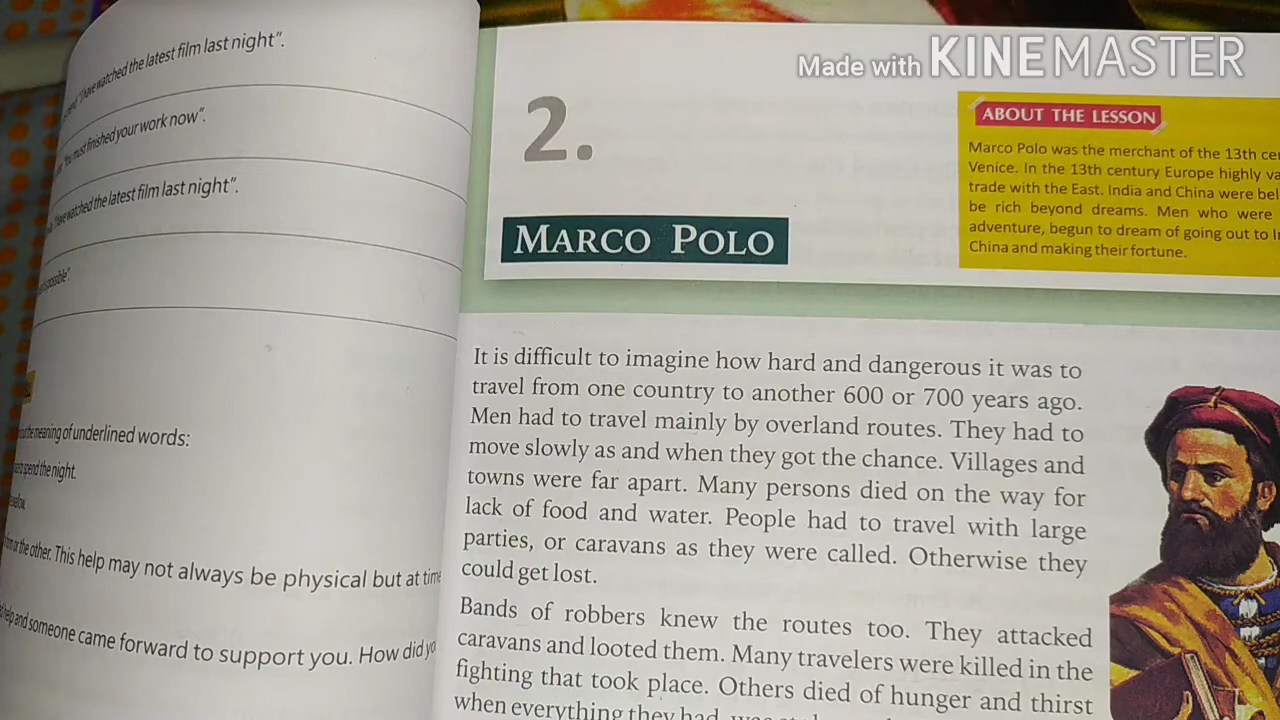 "I have watched the latest film last night".
"You must finished your work now".
"I have watched the latest film last night".
the meaning of underlined words:
to spend the night.
or the other. This help may not always be physical but at time
help and someone came forward to support you. How did yo
Made with KINEMASTER
2.
MARCO POLO
ABOUT THE LESSON
Marco Polo was the merchant of the 13th cen
Venice. In the 13th century Europe highly va
trade with the East. India and China were bel
be rich beyond dreams. Men who were
adventure, begun to dream of going out to In
China and making their fortune.
It is difficult to imagine how hard and dangerous it was to
travel from one country to another 600 or 700 years ago.
Men had to travel mainly by overland routes. They had to
move slowly as and when they got the chance. Villages and
towns were far apart. Many persons died on the way for
lack of food and water. People had to travel with large
parties, or caravans as they were called. Otherwise they
could get lost.
Bands of robbers knew the routes too. They attacked
caravans and looted them. Many travelers were killed in the
fighting that took place. Others died of hunger and thirst
when everything they had